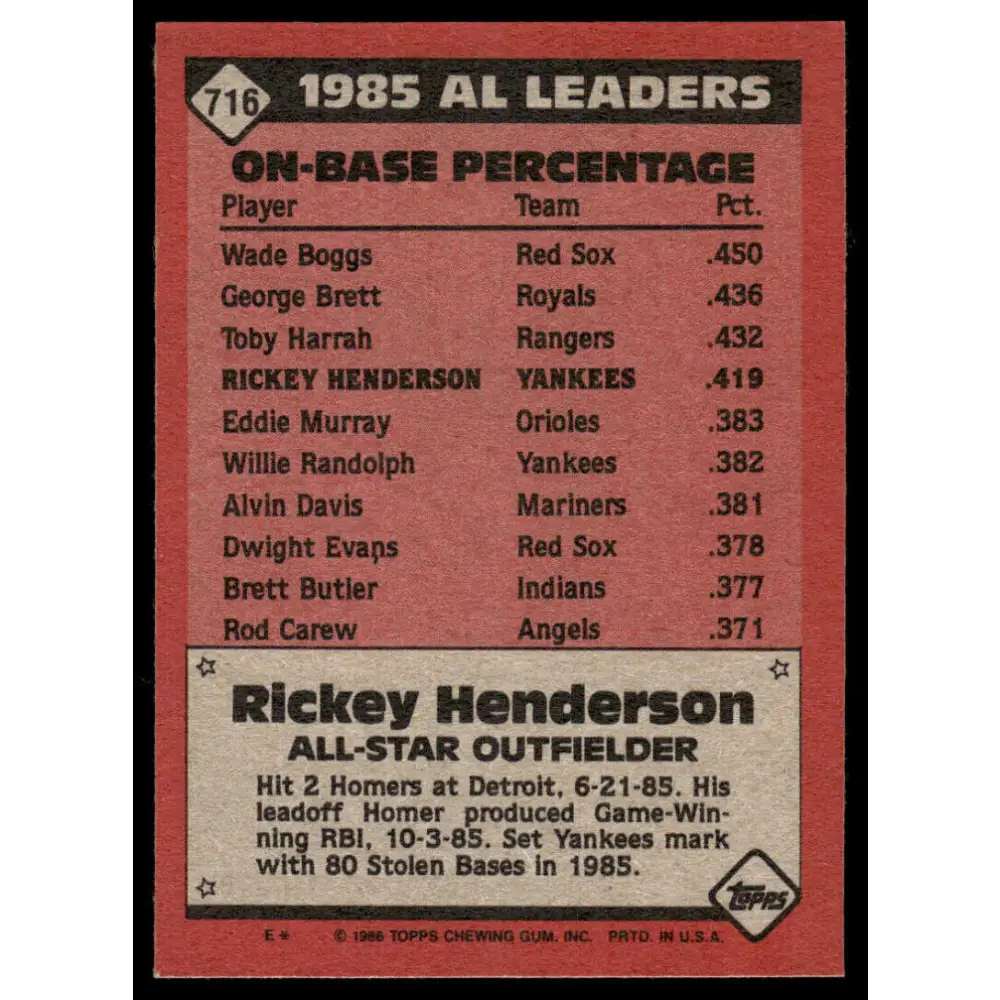 716 1985 AL LEADERS
ON-BASE PERCENTAGE
Player Team Pct.
Wade Boggs Red Sox .450
George Brett Royals .436
Toby Harrah Rangers .432
RICKEY HENDERSON YANKEES .419
Eddie Murray Orioles .383
Willie Randolph Yankees .382
Alvin Davis Mariners .381
Dwight Evans Red Sox .378
Brett Butler Indians .377
Rod Carew Angels .371
Rickey Henderson
ALL-STAR OUTFIELDER
Hit 2 Homers at Detroit, 6-21-85. His
leadoff Homer produced Game-Win-
ning RBI, 10-3-85. Set Yankees mark
with 80 Stolen Bases in 1985.
Topps
E* © 1986 TOPPS CHEWING GUM, INC. PRTD. IN U.S.A.